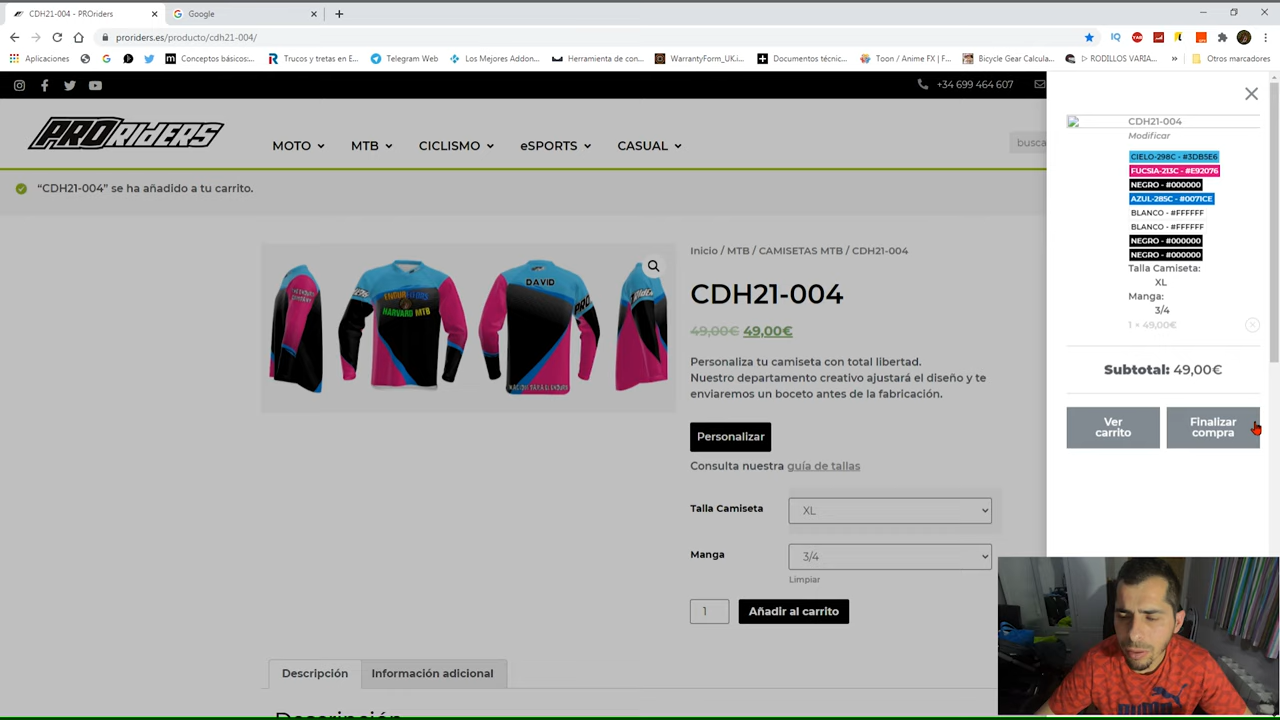 CDH21-004 - PROriders
Google
proriders.es/producto/cdh21-004/
Aplicaciones
Conceptos básicos:...
Trucos y tretas en E...
Telegram Web
Los Mejores Addon...
Herramienta de con...
WarrantyForm_UK.i...
Documentos técnic...
Toon / Anime FX | F...
Bicycle Gear Calcula...
▷ RODILLOS VARIA...
»
Otros marcadores
+34 699 464 607
PRORIDERS
MOTO
MTB
CICLISMO
eSPORTS
CASUAL
busca
“CDH21-004” se ha añadido a tu carrito.
Inicio / MTB / CAMISETAS MTB / CDH21-004
DAVID
HARVARD MTB
CDH21-004
49,00€ 49,00€
Personaliza tu camiseta con total libertad.
Nuestro departamento creativo ajustará el diseño y te
enviaremos un boceto antes de la fabricación.
Personalizar
Consulta nuestra guía de tallas
Talla Camiseta
XL
Manga
3/4
Limpiar
1
Añadir al carrito
Descripción
Información adicional
Descripción
CDH21-004
Modificar
CIELO-298C - #3DB5E6
FUCSIA-213C - #E92076
NEGRO - #000000
AZUL-285C - #0071CE
BLANCO - #FFFFFF
BLANCO - #FFFFFF
NEGRO - #000000
NEGRO - #000000
Talla Camiseta:
XL
Manga:
3/4
1 × 49,00€
Subtotal: 49,00€
Ver
carrito
Finalizar
compra
PUMA